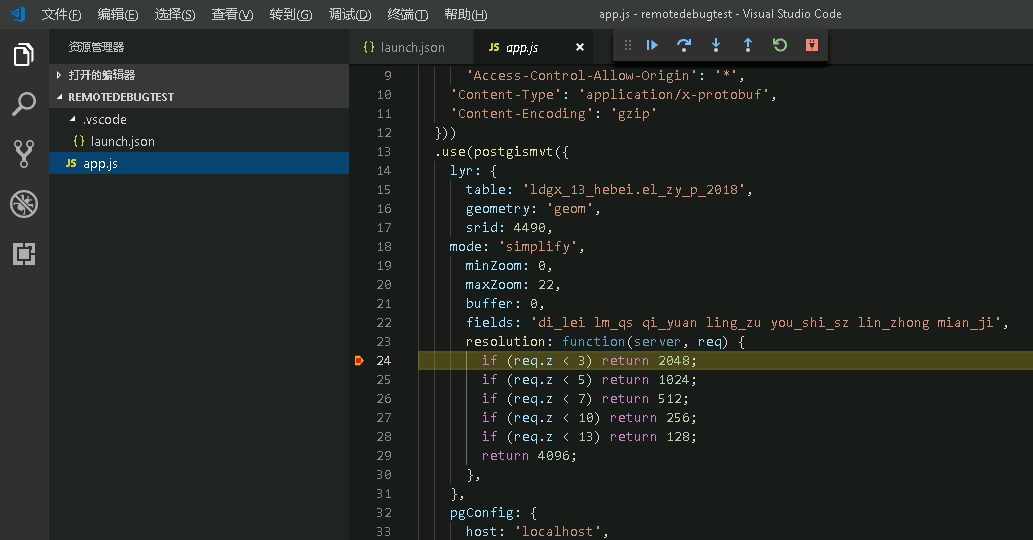 文件(F) 编辑(E) 选择(S) 查看(V) 转到(G) 调试(D) 终端(T) 帮助(H) app.js - remotedebugtest - Visual Studio Code
资源管理器
打开的编辑器
REMOTEDEBUGTEST
.vscode
{} launch.json
JS app.js
{} launch.json JS app.js ×
9 'Access-Control-Allow-Origin': '*',
10 'Content-Type': 'application/x-protobuf',
11 'Content-Encoding': 'gzip'
12 }))
13 .use(postgismvt({
14 lyr: {
15 table: 'ldgx_13_hebei.el_zy_p_2018',
16 geometry: 'geom',
17 srid: 4490,
18 mode: 'simplify',
19 minZoom: 0,
20 maxZoom: 22,
21 buffer: 0,
22 fields: 'di_lei lm_qs qi_yuan ling_zu you_shi_sz lin_zhong mian_ji',
23 resolution: function(server, req) {
24 if (req.z < 3) return 2048;
25 if (req.z < 5) return 1024;
26 if (req.z < 7) return 512;
27 if (req.z < 10) return 256;
28 if (req.z < 13) return 128;
29 return 4096;
30 },
31 },
32 pgConfig: {
33 host: 'localhost',